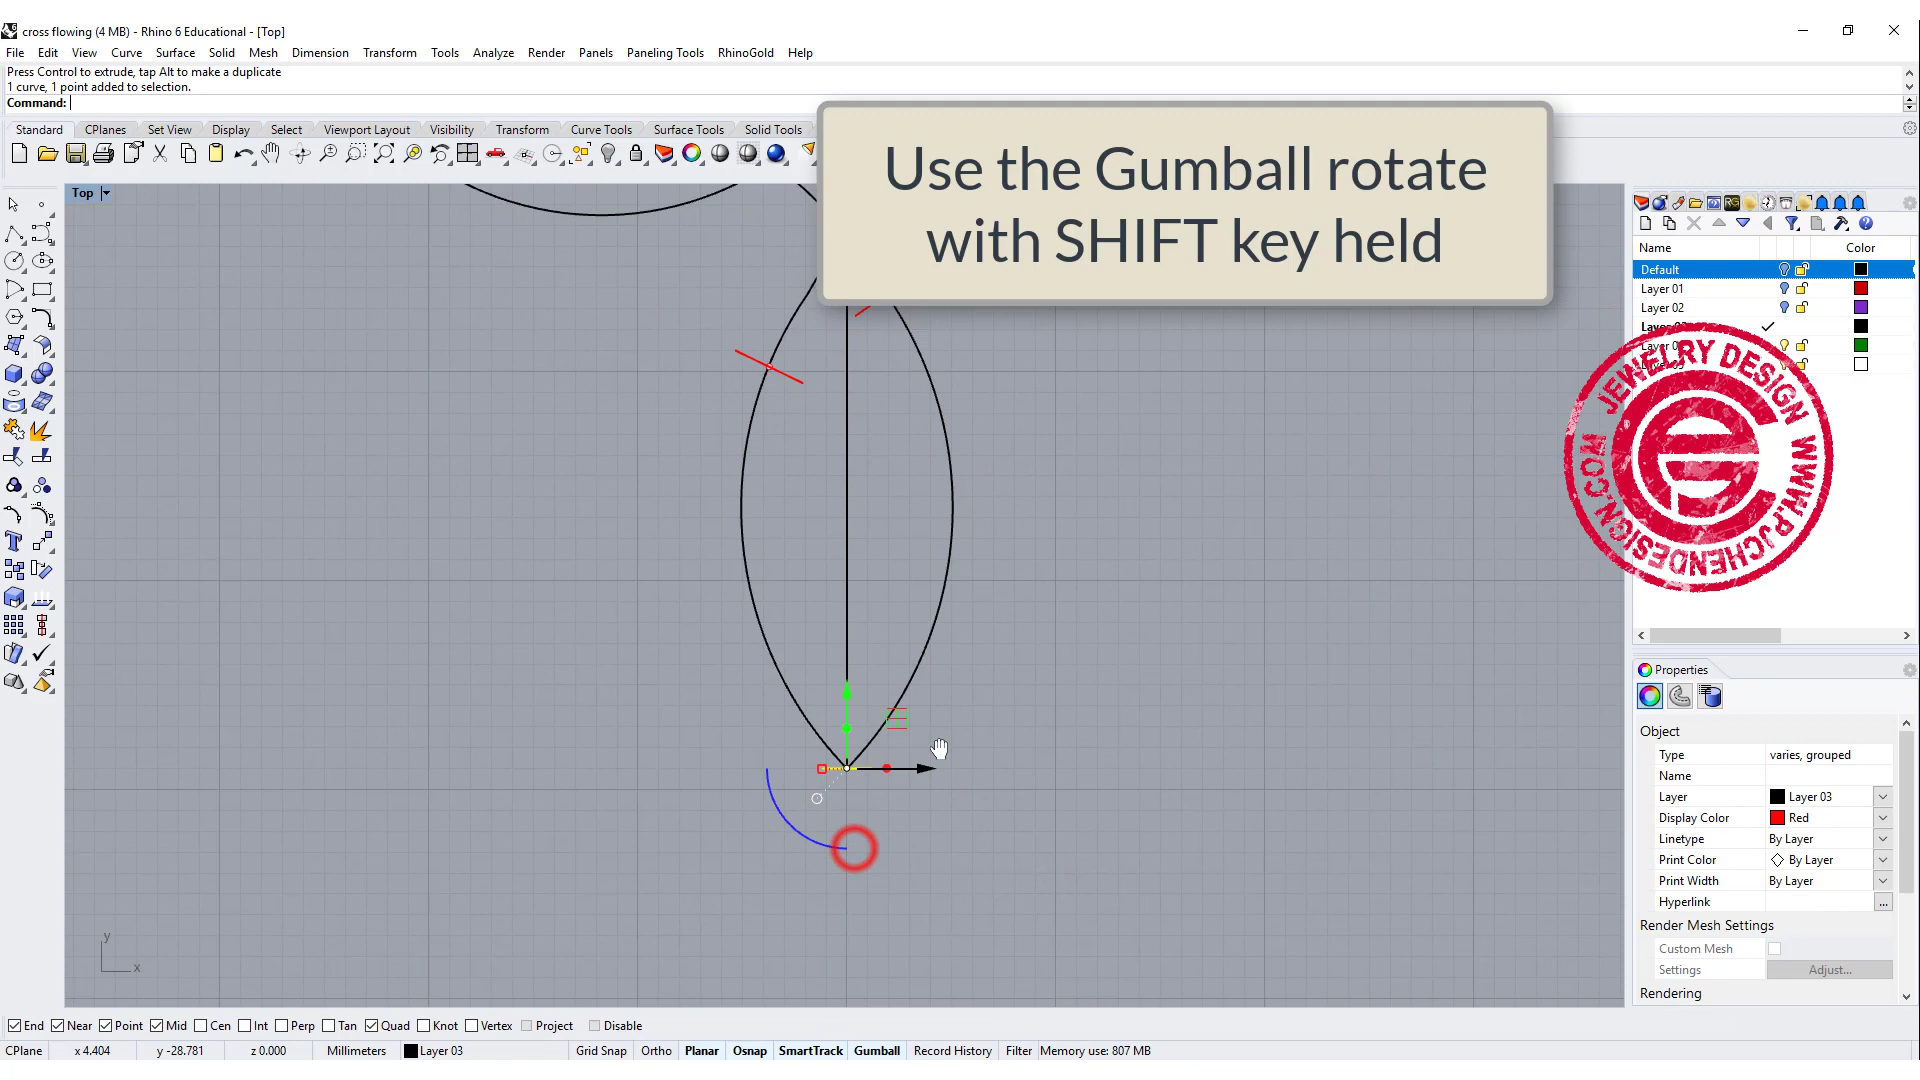 cross flowing (4 MB) - Rhino 6 Educational - [Top]
File Edit View Curve Surface Solid Mesh Dimension Transform Tools Analyze Render Panels Paneling Tools RhinoGold Help
Press Control to extrude, tap Alt to make a duplicate
1 curve, 1 point added to selection.
Command:
Standard CPlanes Set View Display Select Viewport Layout Visibility Transform Curve Tools Surface Tools Solid Tools
Use the Gumball rotate
with SHIFT key held
Top
Name Color
Default
Layer 01
Layer 02
JEWELRY DESIGN WWW.PJCHENDESIGN.COM
Properties
Object
Type varies, grouped
Name
Layer Layer 03
Display Color Red
Linetype By Layer
Print Color By Layer
Print Width By Layer
Hyperlink ...
Render Mesh Settings
Custom Mesh
Settings Adjust...
Rendering
y
x
End Near Point Mid Cen Int Perp Tan Quad Knot Vertex Project Disable
CPlane x 4.404 y -28.781 z 0.000 Millimeters Layer 03 Grid Snap Ortho Planar Osnap SmartTrack Gumball Record History Filter Memory use: 807 MB